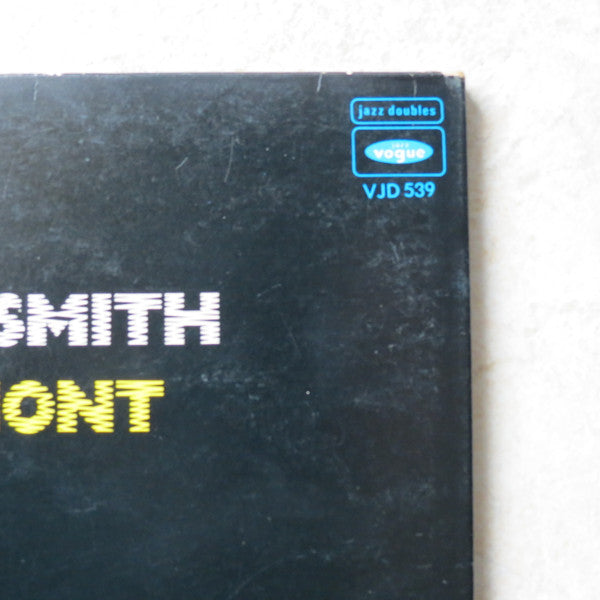 jazz doubles
vogue
VJD 539
SMITH
ONT